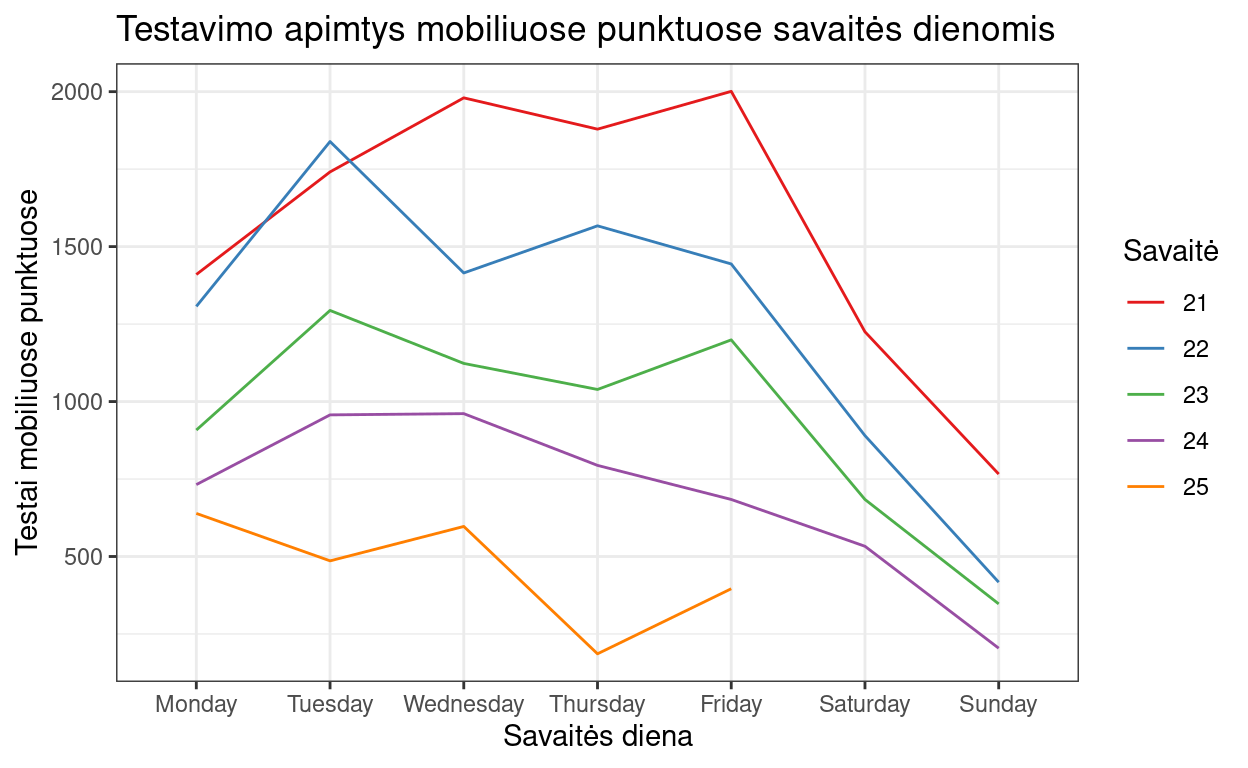 Testavimo apimtys mobiliuose punktuose savaitės dienomis
Testai mobiliuose punktuose
2000
1500
1000
500
Monday Tuesday Wednesday Thursday Friday Saturday Sunday
Savaitės diena
Savaitė
21
22
23
24
25